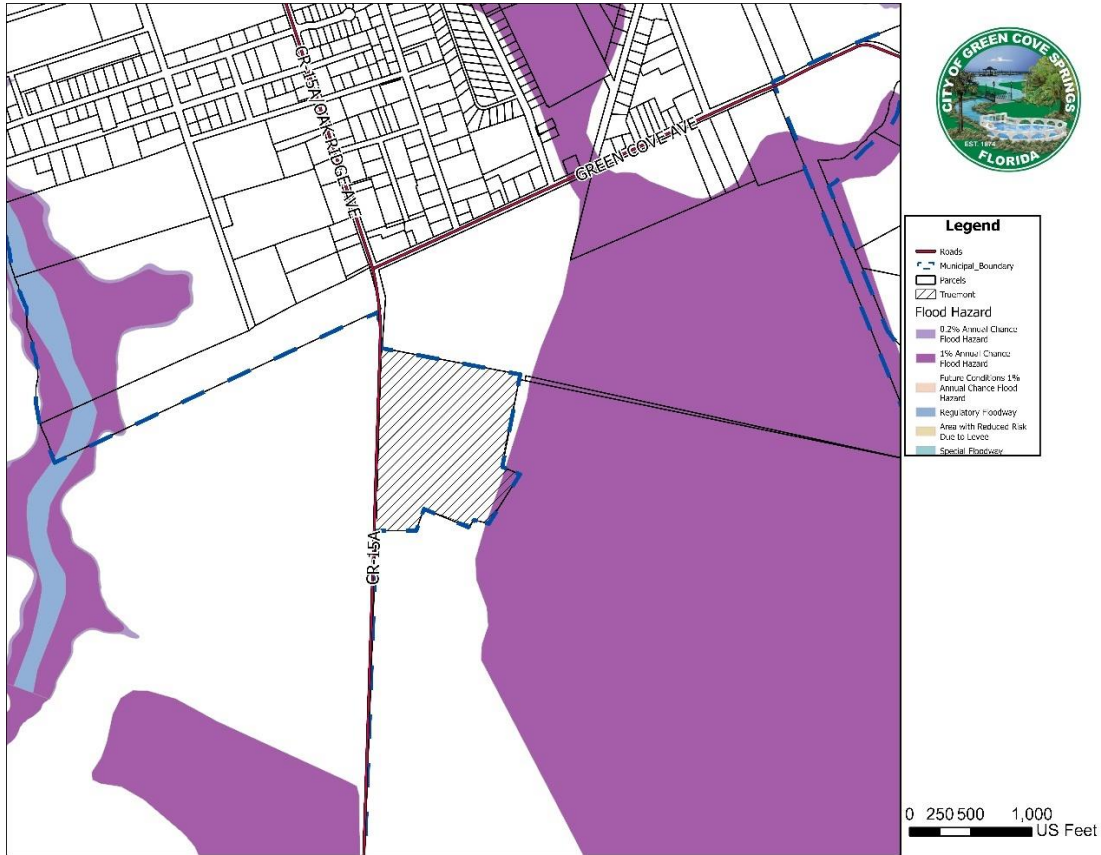 CR-15A OAK RIDGE AVE
GREEN COVE AVE
CR-15A
CITY OF GREEN COVE SPRINGS
EST. 1874
FLORIDA
Legend
Roads
Municipal_Boundary
Parcels
Truemont
Flood Hazard
0.2% Annual Chance
Flood Hazard
1% Annual Chance
Flood Hazard
Future Conditions 1%
Annual Chance Flood
Hazard
Regulatory Floodway
Area with Reduced Risk
Due to Levee
Special Floodway
0 250 500 1,000
US Feet